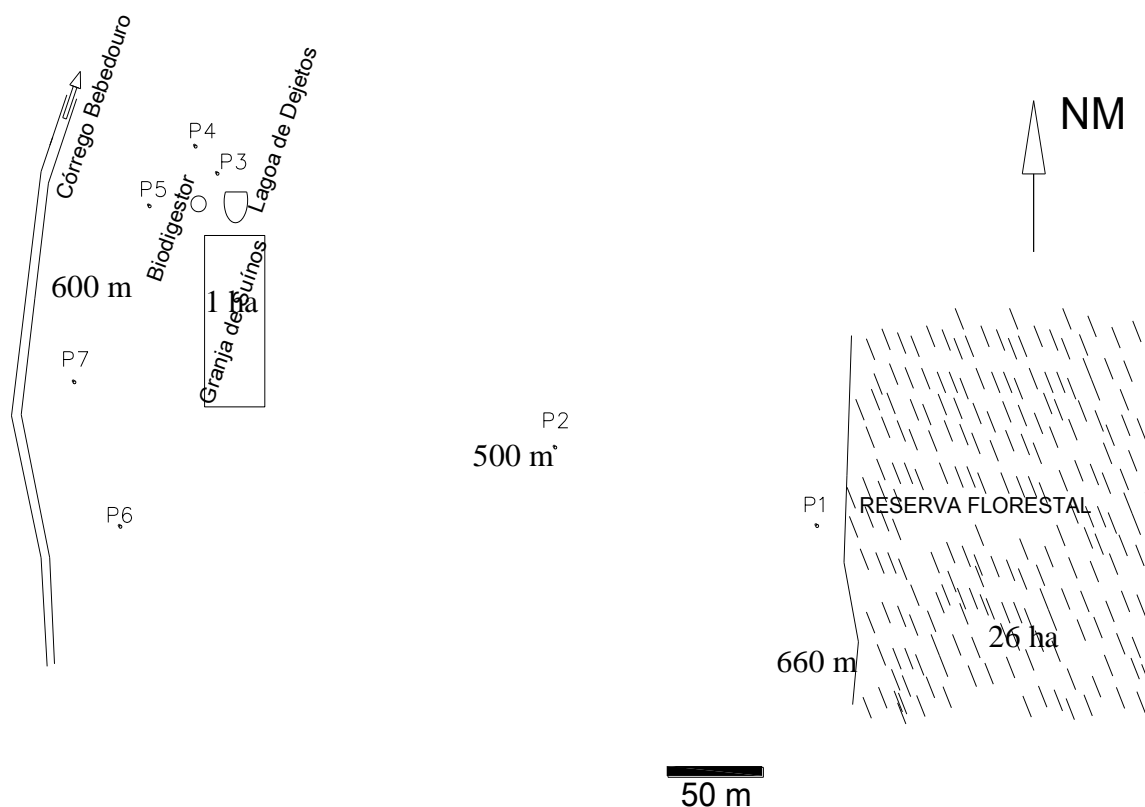 Córrego Bebedouro
Lagoa de Dejetos
NM
P4
P3
P5
Biodigestor
600 m
1 ha
Granja de Suínos
P7
P2
500 m
P6
P1
RESERVA FLORESTAL
26 ha
660 m
50 m